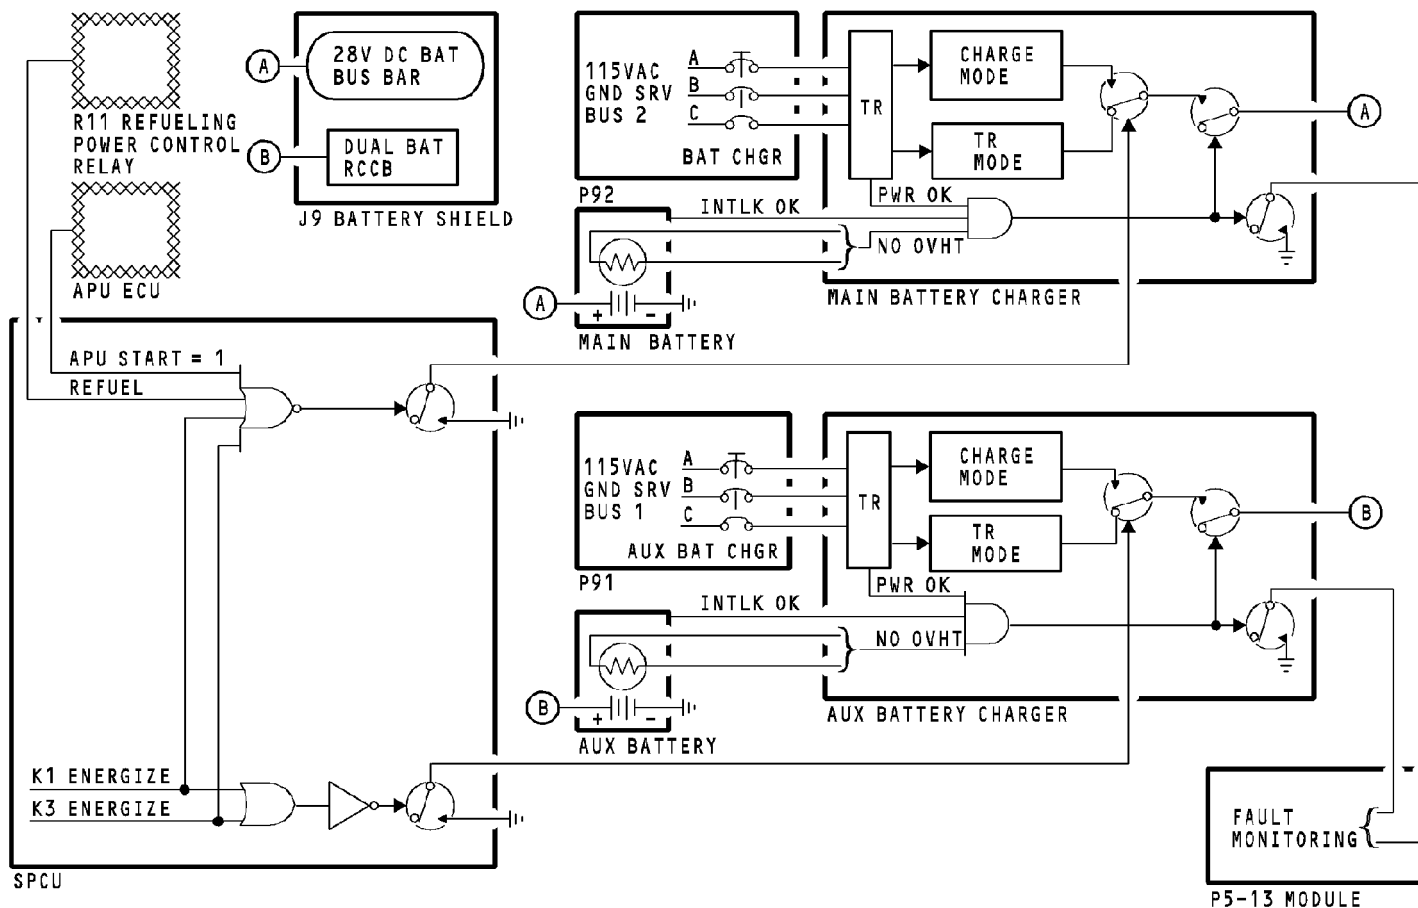 R11 REFUELING
POWER CONTROL
RELAY
APU ECU
A
28V DC BAT
BUS BAR
B
DUAL BAT
RCCB
J9 BATTERY SHIELD
115VAC
GND SRV
BUS 2
A
B
C
BAT CHGR
P92
TR
CHARGE
MODE
TR
MODE
PWR OK
INTLK OK
NO OVHT
A
MAIN BATTERY CHARGER
A
+ -
MAIN BATTERY
APU START = 1
REFUEL
115VAC
GND SRV
BUS 1
A
B
C
AUX BAT CHGR
P91
TR
CHARGE
MODE
TR
MODE
PWR OK
INTLK OK
NO OVHT
B
AUX BATTERY CHARGER
B
+ -
AUX BATTERY
K1 ENERGIZE
K3 ENERGIZE
SPCU
FAULT
MONITORING
P5-13 MODULE